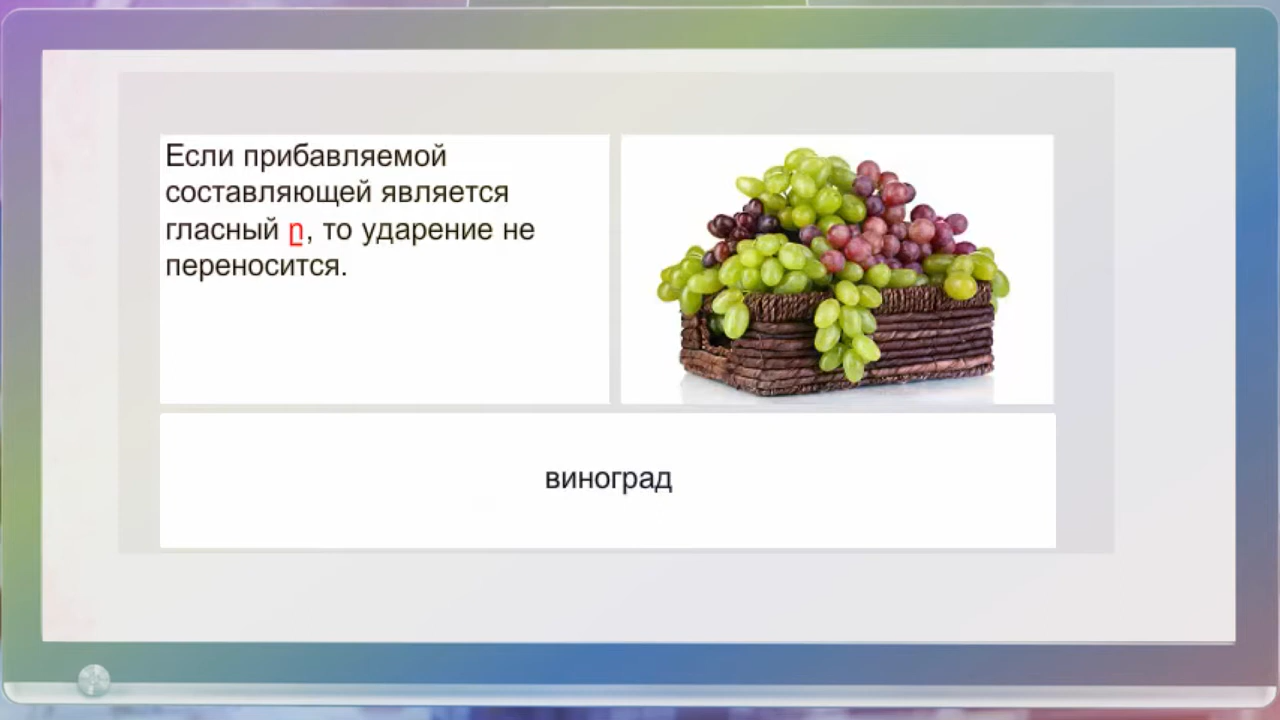 Если прибавляемой
составляющей является
гласный ը, то ударение не
переносится.
виноград